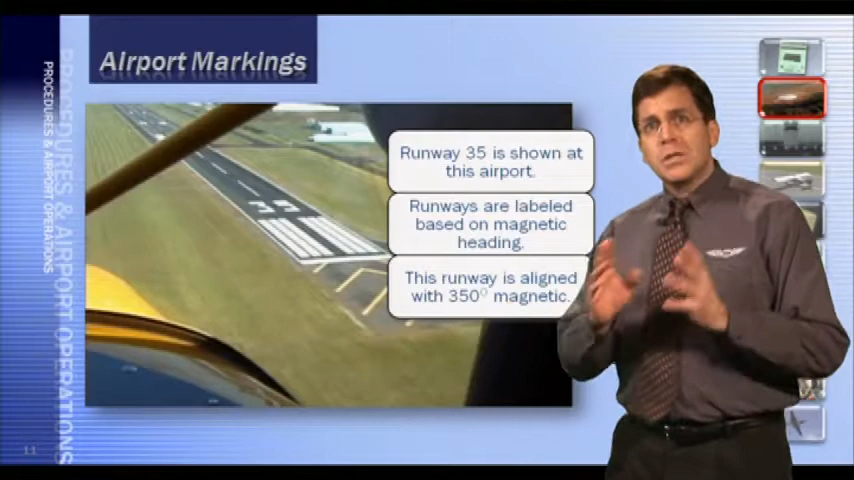 Airport Markings
PROCEDURES & AIRPORT OPERATIONS
PROCEDURES & AIRPORT OPERATIONS
Runway 35 is shown at
this airport.
Runways are labeled
based on magnetic
heading.
This runway is aligned
with 350° magnetic.
11